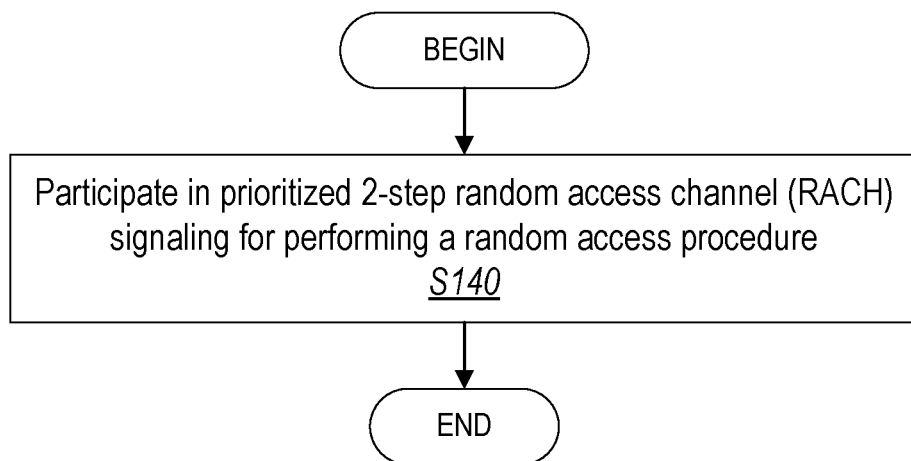 BEGIN
Participate in prioritized 2-step random access channel (RACH)
signaling for performing a random access procedure
S140
END